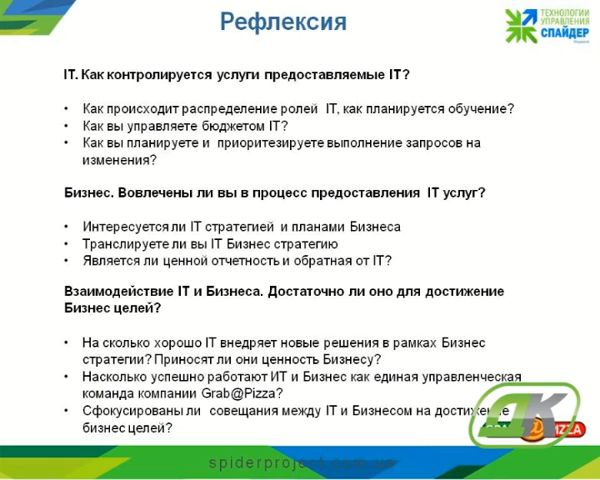 Рефлексия
ТЕХНОЛОГИИ
УПРАВЛЕНИЯ
СПАЙДЕР
IT. Как контролируется услуги предоставляемые IT?
• Как происходит распределение ролей IT, как планируется обучение?
• Как вы управляете бюджетом IT?
• Как вы планируете и приоритезируете выполнение запросов на
изменения?
Бизнес. Вовлечены ли вы в процесс предоставления IT услуг?
• Интересуется ли IT стратегией и планами Бизнеса
• Транслируете ли вы IT Бизнес стратегию
• Является ли ценной отчетность и обратная от IT?
Взаимодействие IT и Бизнеса. Достаточно ли оно для достижение
Бизнес целей?
• На сколько хорошо IT внедряет новые решения в рамках Бизнес
стратегии? Приносят ли они ценность Бизнесу?
• Насколько успешно работают ИТ и Бизнес как единая управленческая
команда компании Grab@Pizza?
• Сфокусированы ли совещания между IT и Бизнесом на достижение
бизнес целей?
ДК
spiderproject.com.ua